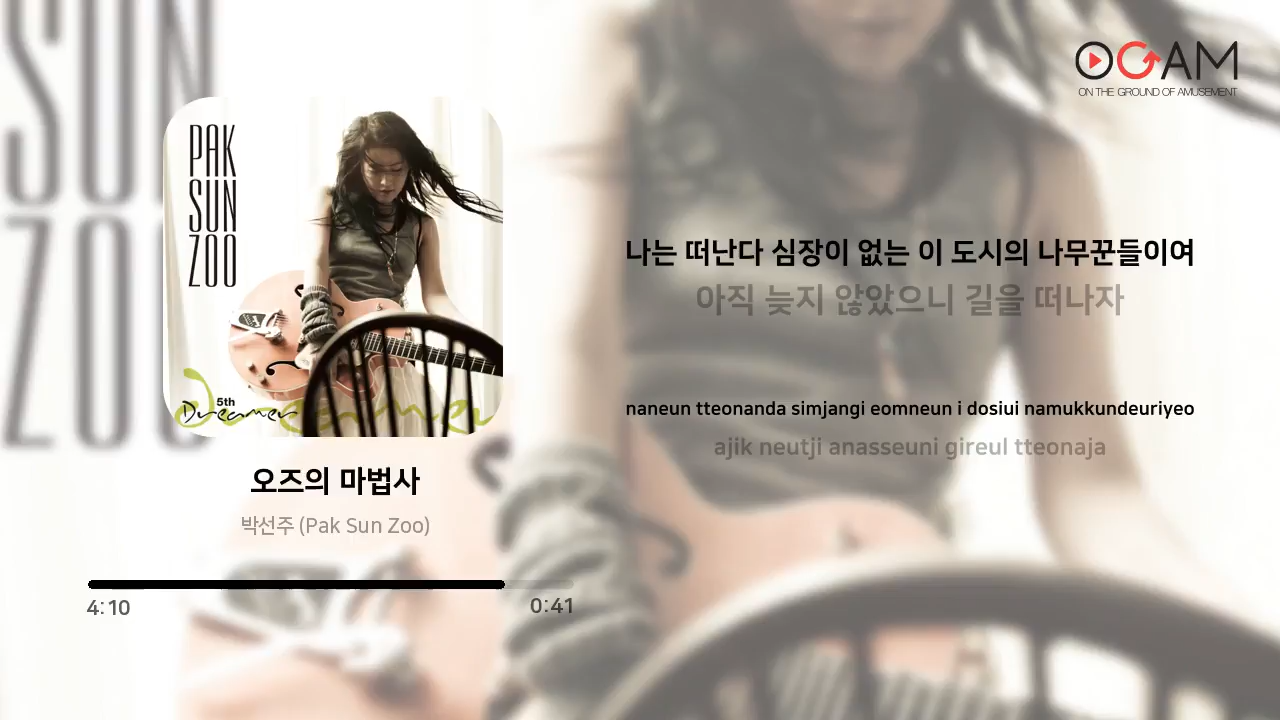 SUN
ZOO
PAK
SUN
ZOO
5th
Dreamer
Dreamer
오즈의 마법사
박선주 (Pak Sun Zoo)
4:10
0:41
OGAM
ON THE GROUND OF AMUSEMENT
나는 떠난다 심장이 없는 이 도시의 나무꾼들이여
아직 늦지 않았으니 길을 떠나자
naneun tteonanda simjangi eomneun i dosiui namukkundeuriyeo
ajik neutji anasseuni gireul tteonaja